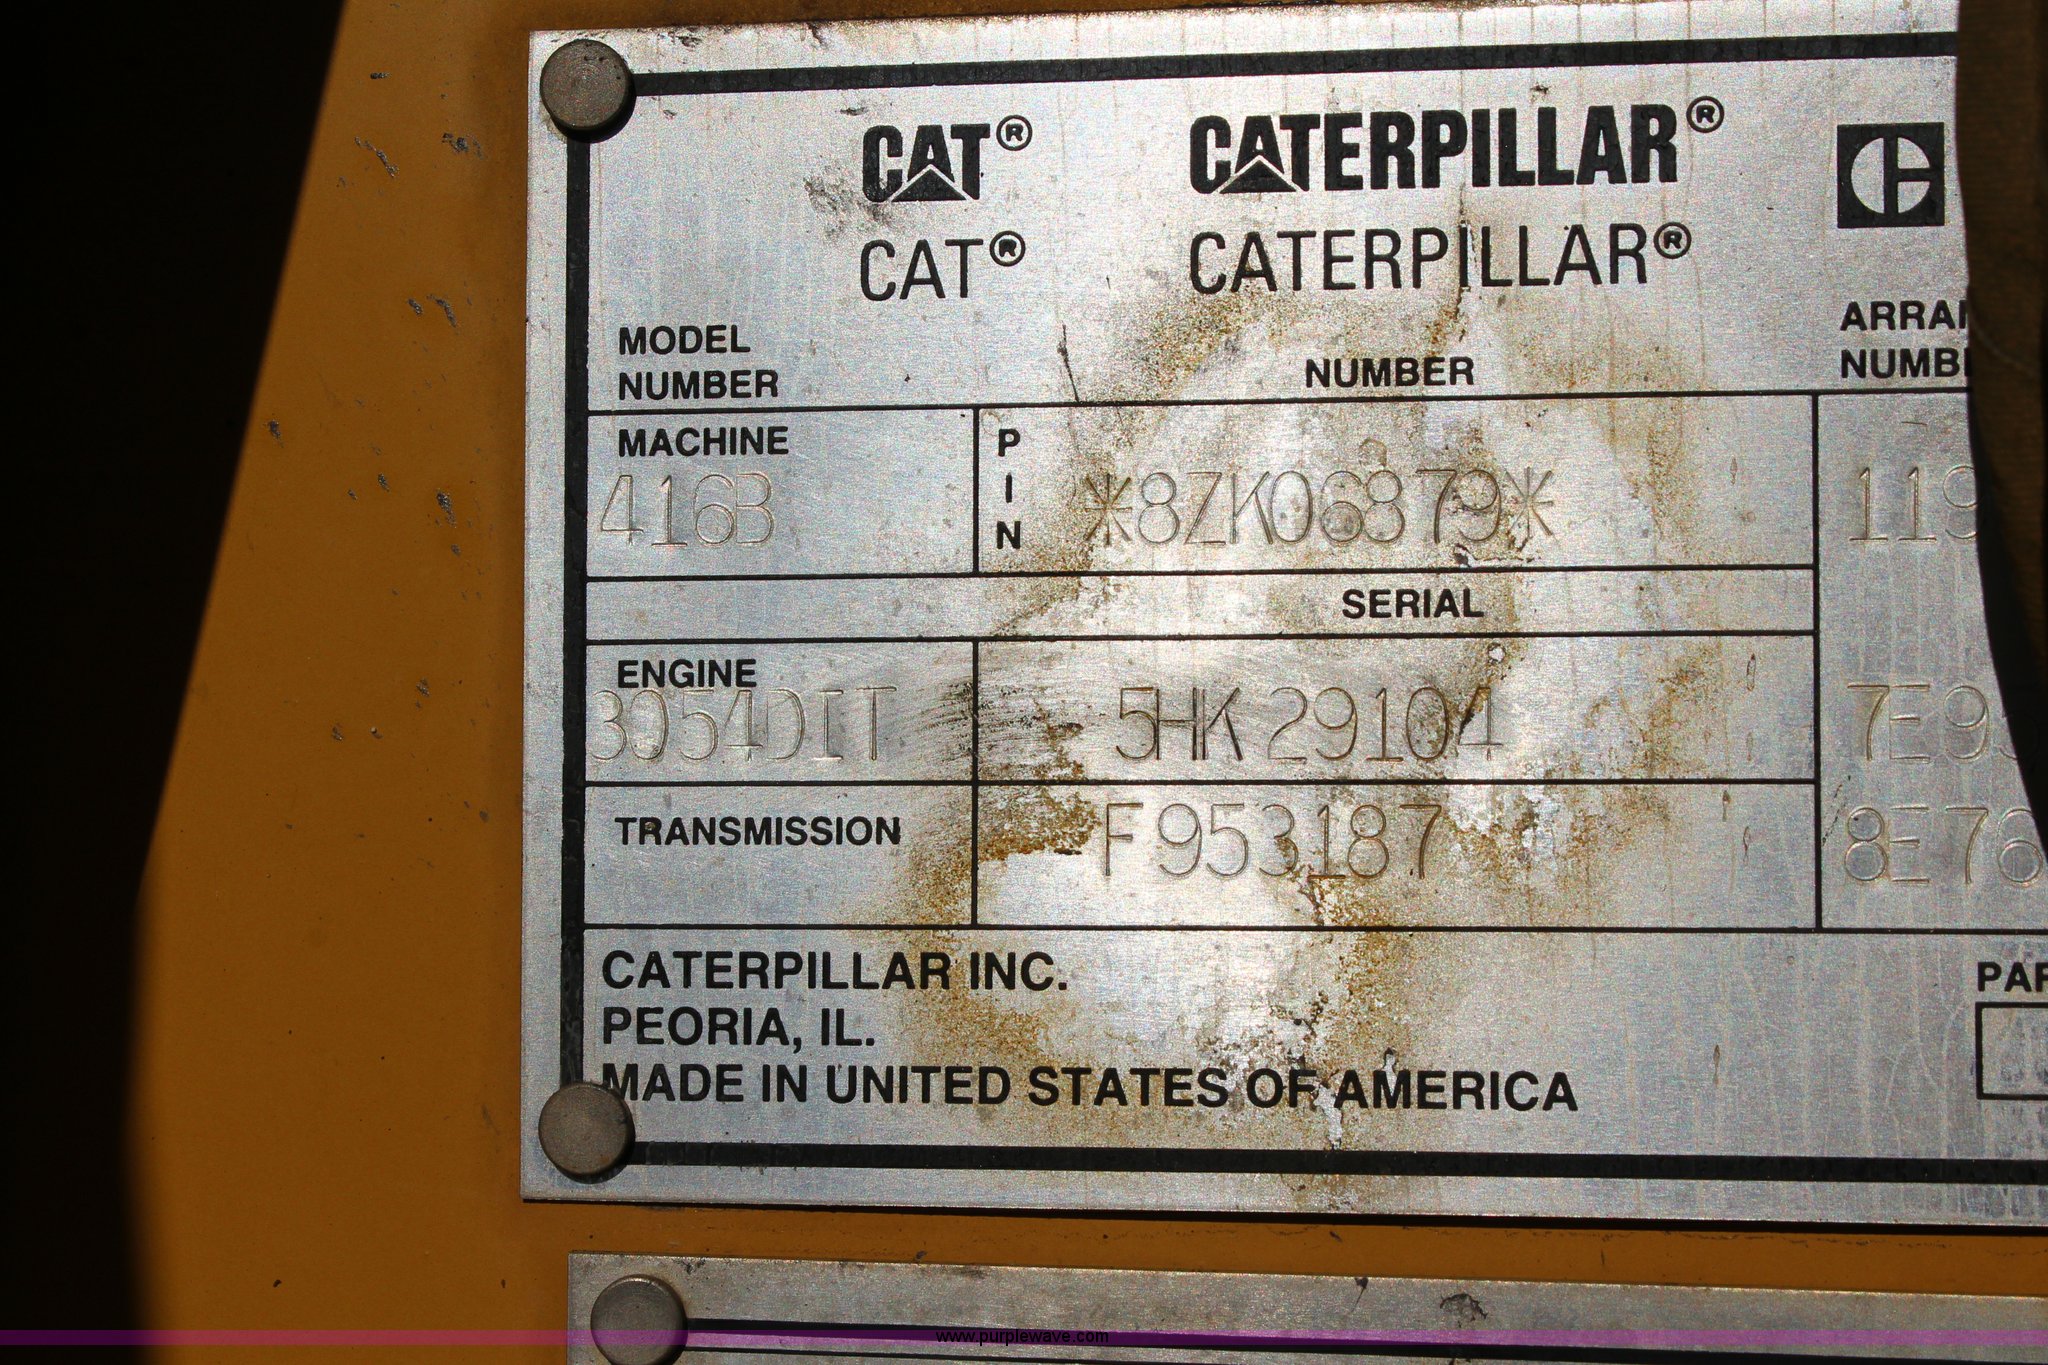 CAT® CATERPILLAR®
CAT® CATERPILLAR®
MODEL
NUMBER
NUMBER
MACHINE
416B
PIN
*8ZK06879*
SERIAL
ENGINE
3054DIT
5HK29104
TRANSMISSION
F953187
CATERPILLAR INC.
PEORIA, IL.
MADE IN UNITED STATES OF AMERICA
www.purplewave.com